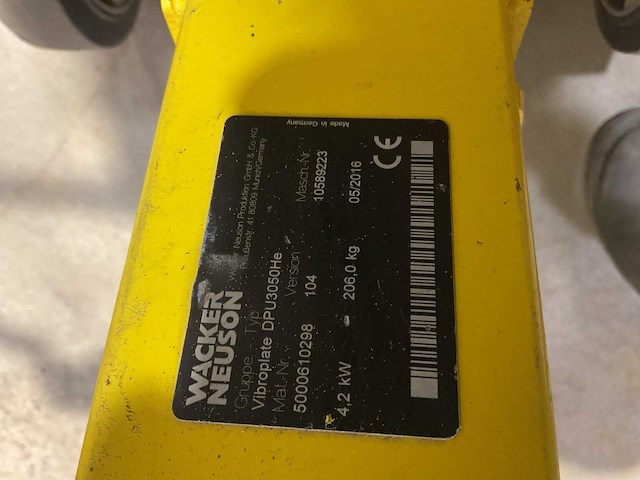 WACKER
NEUSON
Wacker Neuson Produktion GmbH & Co. KG
Preußenstr. 41 80809 Munich/Germany
Gruppe Typ
Vibroplate DPU3050He
Mat. Nr. Version Masch. Nr.
5000610298 104 10589223
4,2 kW 206,0 kg 05/2016
CE
Made in Germany